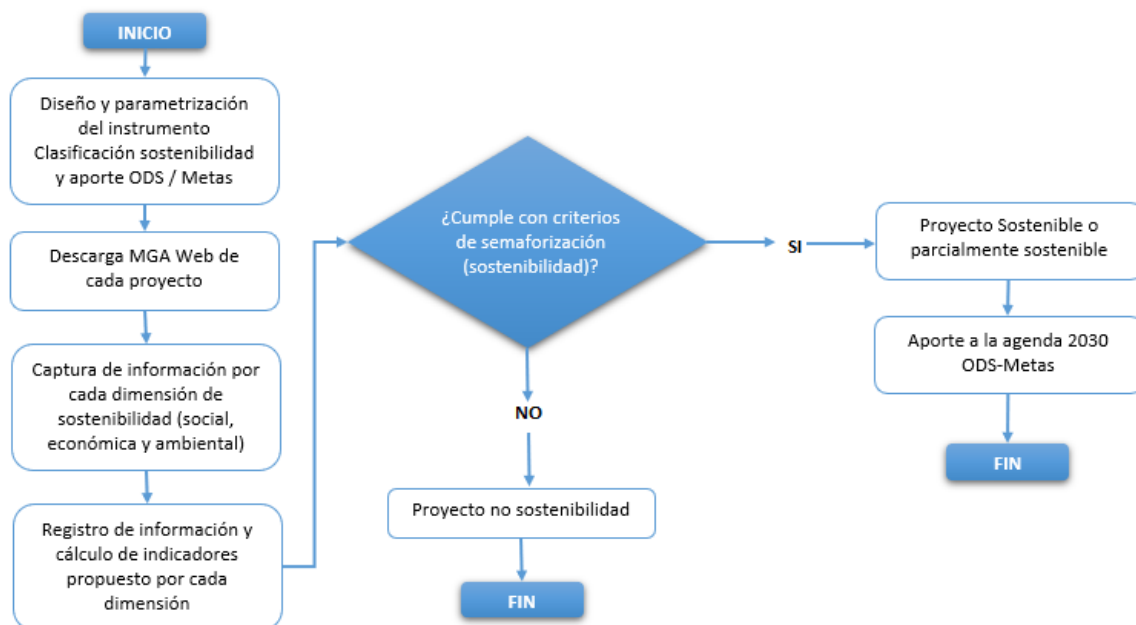 INICIO
Diseño y parametrización
del instrumento
Clasificación sostenibilidad
y aporte ODS / Metas
Descarga MGA Web de
cada proyecto
Captura de información por
cada dimensión de
sostenibilidad (social,
económica y ambiental)
Registro de información y
cálculo de indicadores
propuesto por cada
dimensión
¿Cumple con criterios
de semaforización
(sostenibilidad)?
NO
Proyecto no sostenibilidad
FIN
SI
Proyecto Sostenible o
parcialmente sostenible
Aporte a la agenda 2030
ODS-Metas
FIN